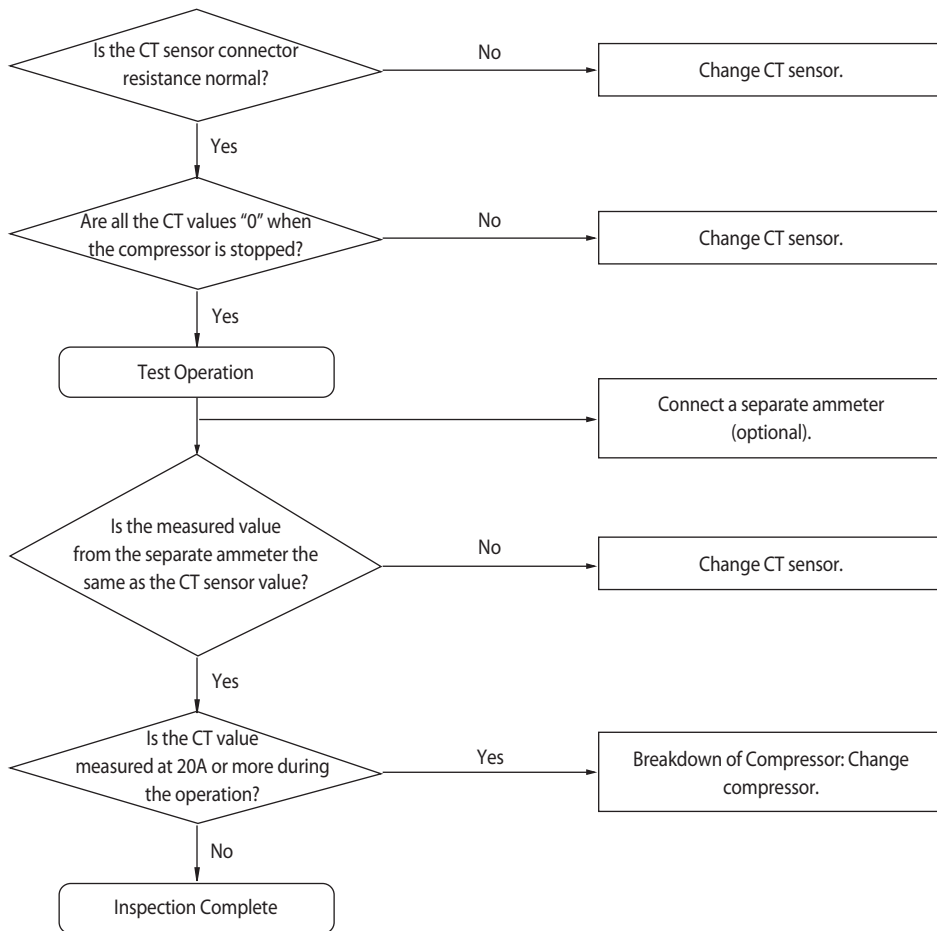 Is the CT sensor connector
resistance normal?
No
Change CT sensor.
Yes
Are all the CT values “0” when
the compressor is stopped?
No
Change CT sensor.
Yes
Test Operation
Connect a separate ammeter
(optional).
Is the measured value
from the separate ammeter the
same as the CT sensor value?
No
Change CT sensor.
Yes
Is the CT value
measured at 20A or more during
the operation?
Yes
Breakdown of Compressor: Change
compressor.
No
Inspection Complete